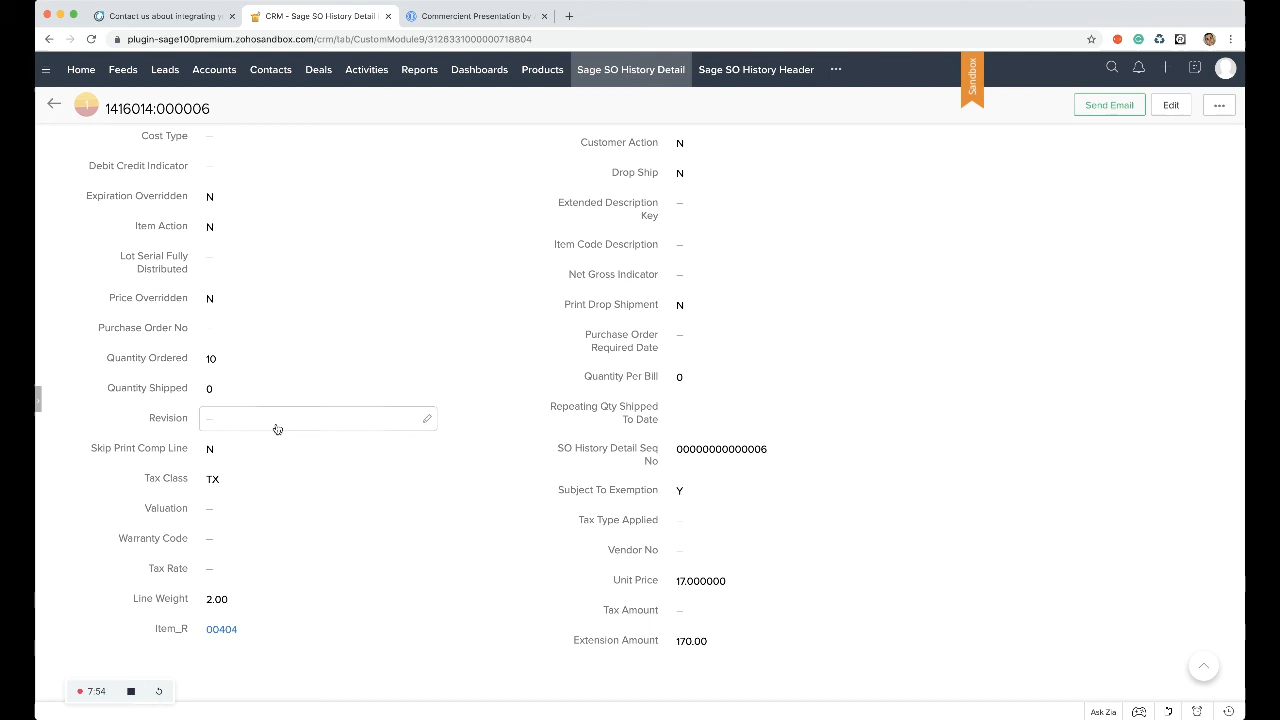 Contact us about integrating y
CRM - Sage SO History Detail
Commercient Presentation by
plugin-sage100premium.zohosandbox.com/crm/tab/CustomModule9/3126331000000718804
Home Feeds Leads Accounts Contacts Deals Activities Reports Dashboards Products Sage SO History Detail Sage SO History Header
Sandbox
1
1416014:000006
Send Email
Edit
Cost Type —
Debit Credit Indicator —
Expiration Overridden N
Item Action N
Lot Serial Fully
Distributed —
Price Overridden N
Purchase Order No —
Quantity Ordered 10
Quantity Shipped 0
Revision —
Skip Print Comp Line N
Tax Class TX
Valuation —
Warranty Code —
Tax Rate —
Line Weight 2.00
Item_R 00404
Customer Action N
Drop Ship N
Extended Description
Key —
Item Code Description —
Net Gross Indicator —
Print Drop Shipment N
Purchase Order
Required Date —
Quantity Per Bill 0
Repeating Qty Shipped
To Date
SO History Detail Seq
No 00000000000006
Subject To Exemption Y
Tax Type Applied —
Vendor No —
Unit Price 17.000000
Tax Amount —
Extension Amount 170.00
7:54
Ask Zia